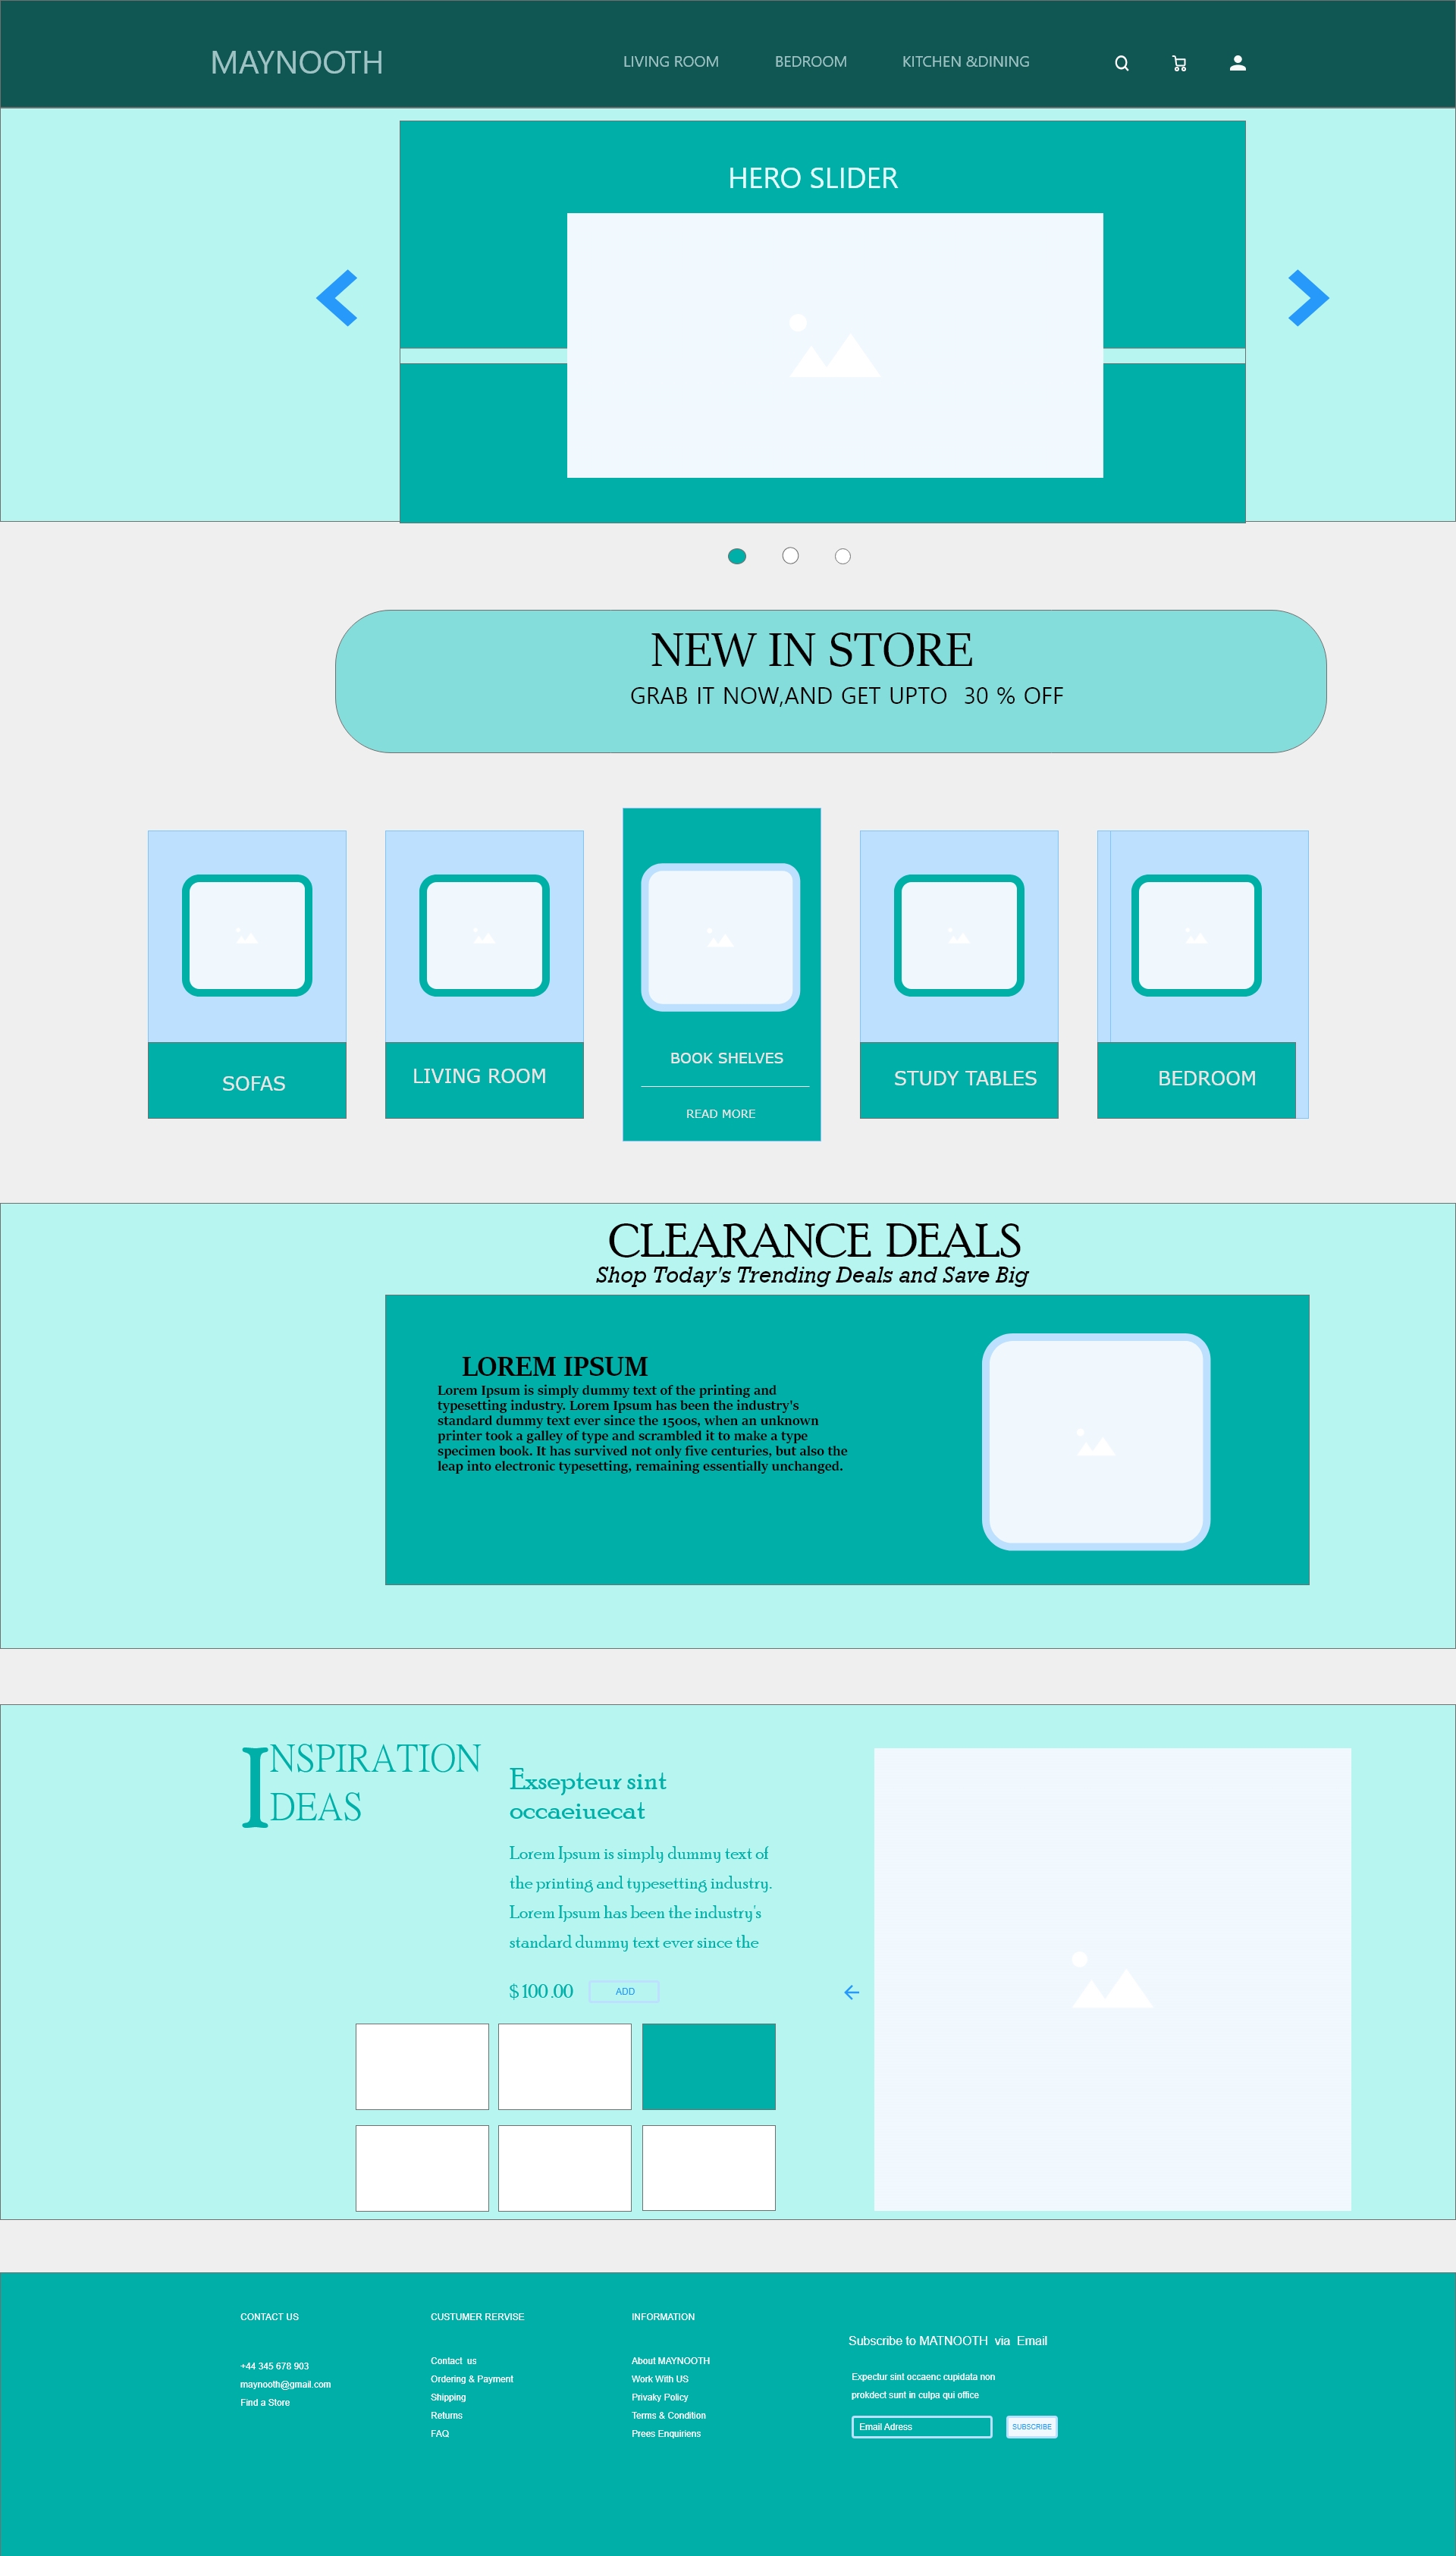 MAYNOOTH
LIVING ROOM
BEDROOM
KITCHEN &DINING
HERO SLIDER
NEW IN STORE
GRAB IT NOW,AND GET UPTO 30 % OFF
SOFAS
LIVING ROOM
BOOK SHELVES
READ MORE
STUDY TABLES
BEDROOM
CLEARANCE DEALS
Shop Today's Trending Deals and Save Big
LOREM IPSUM
Lorem Ipsum is simply dummy text of the printing and
typesetting industry. Lorem Ipsum has been the industry's
standard dummy text ever since the 1500s, when an unknown
printer took a galley of type and scrambled it to make a type
specimen book. It has survived not only five centuries, but also the
leap into electronic typesetting, remaining essentially unchanged.
INSPIRATION
DEAS
Exsepteur sint
occaeiuecat
Lorem Ipsum is simply dummy text of
the printing and typesetting industry.
Lorem Ipsum has been the industry's
standard dummy text ever since the
$100.00
ADD
CONTACT US
+44 345 678 903
maynooth@gmail.com
Find a Store
CUSTUMER RERVISE
Contact us
Ordering & Payment
Shipping
Returns
FAQ
INFORMATION
About MAYNOOTH
Work With US
Privaky Policy
Terms & Condition
Prees Enquiriens
Subscribe to MATNOOTH via Email
Expectur sint occaenc cupidata non
prokdect sunt in culpa qui office
Email Adress
SUBSCRIBE